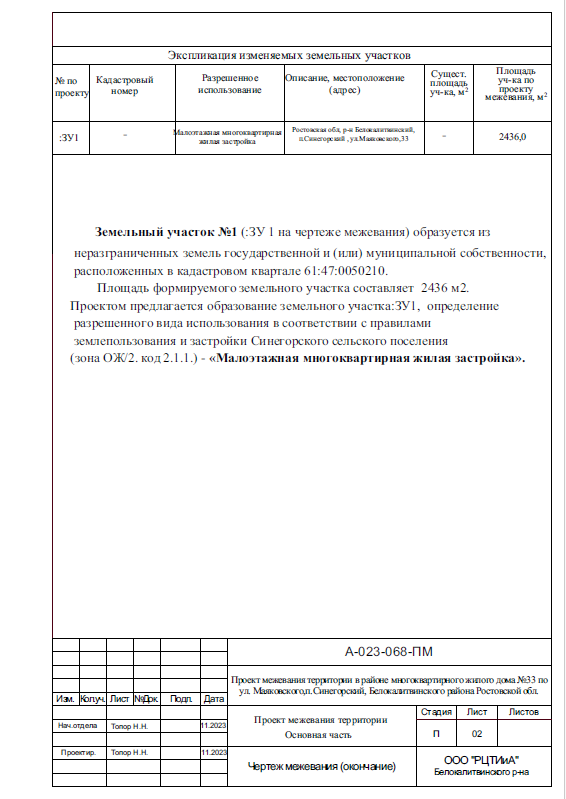 Экспликация изменяемых земельных участков
№ по проекту
Кадастровый номер
Разрешенное использование
Описание, местоположение (адрес)
Сущест. площадь уч-ка, м²
Площадь уч-ка по проекту межевания, м²
:ЗУ1
-
Малоэтажная многоквартирная жилая застройка
Ростовская обл, р-н Белокалитвинский, п.Синегорский , ул.Маяковского,33
-
2436,0
Земельный участок №1 (:ЗУ 1 на чертеже межевания) образуется из
неразграниченных земель государственной и (или) муниципальной собственности,
расположенных в кадастровом квартале 61:47:0050210.
Площадь формируемого земельного участка составляет 2436 м2.
Проектом предлагается образование земельного участка:ЗУ1, определение
разрешенного вида использования в соответствии с правилами
землепользования и застройки Синегорского сельского поселения
(зона ОЖ/2. код 2.1.1.) - «Малоэтажная многоквартирная жилая застройка».
А-023-068-ПМ
Проект межевания территории в районе многоквартирного жилого дома №33 по
ул. Маяковского,п.Синегорский, Белокалитвинского района Ростовской обл.
Изм. Кол.уч. Лист №Док Подп. Дата
Нач.отдела Топор Н.Н. 11.2023
Проектир. Топор Н.Н. 11.2023
Проект межевания территории
Основная часть
Стадия Лист Листов
П 02
Чертеж межевания (окончание)
ООО "РЦТИиА"
Белокалитвинского р-на